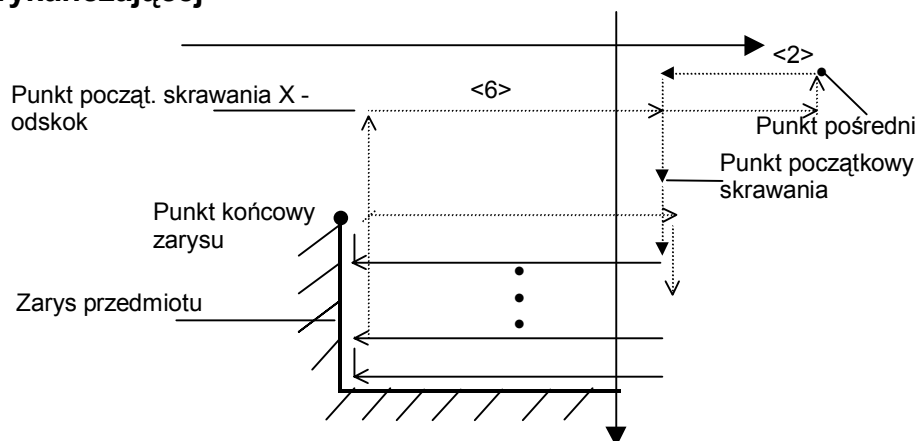 ykańczającej
<2>
Punkt począt. skrawania X -
odskok
<6>
Punkt pośredni
Punkt początkowy
skrawania
Punkt końcowy
zarysu
Zarys przedmiotu